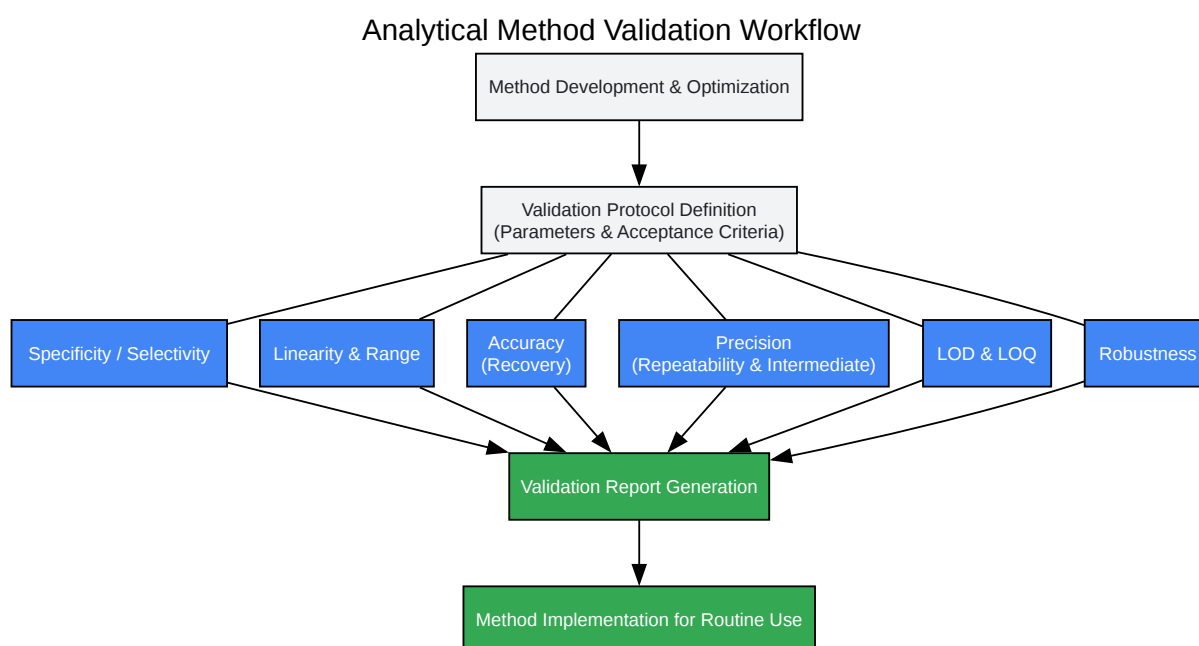 Analytical Method Validation Workflow
Method Development & Optimization
Validation Protocol Definition
(Parameters & Acceptance Criteria)
Specificity / Selectivity
Linearity & Range
Accuracy
(Recovery)
Precision
(Repeatability & Intermediate)
LOD & LOQ
Robustness
Validation Report Generation
Method Implementation for Routine Use